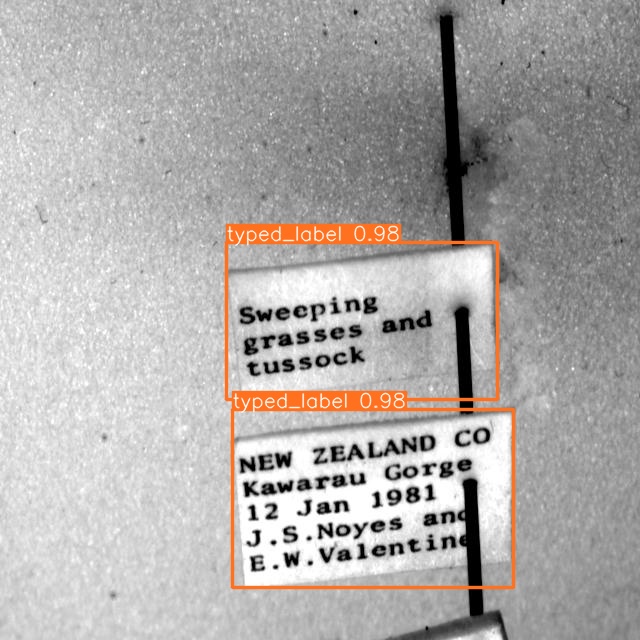 typed_label 0.98
Sweeping
grasses and
tussock
typed_label 0.98
NEW ZEALAND CO
Kawarau Gorge
12 Jan 1981
J.S.Noyes and
E.W.Valentine